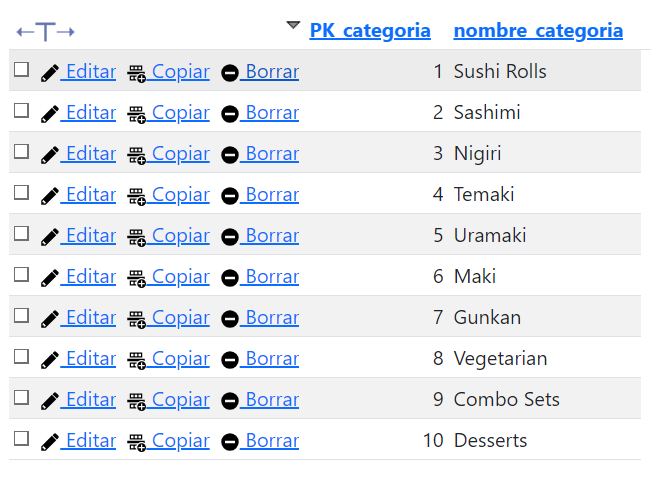 ←T→ PK_categoria nombre_categoria
Editar Copiar Borrar 1 Sushi Rolls
Editar Copiar Borrar 2 Sashimi
Editar Copiar Borrar 3 Nigiri
Editar Copiar Borrar 4 Temaki
Editar Copiar Borrar 5 Uramaki
Editar Copiar Borrar 6 Maki
Editar Copiar Borrar 7 Gunkan
Editar Copiar Borrar 8 Vegetarian
Editar Copiar Borrar 9 Combo Sets
Editar Copiar Borrar 10 Desserts